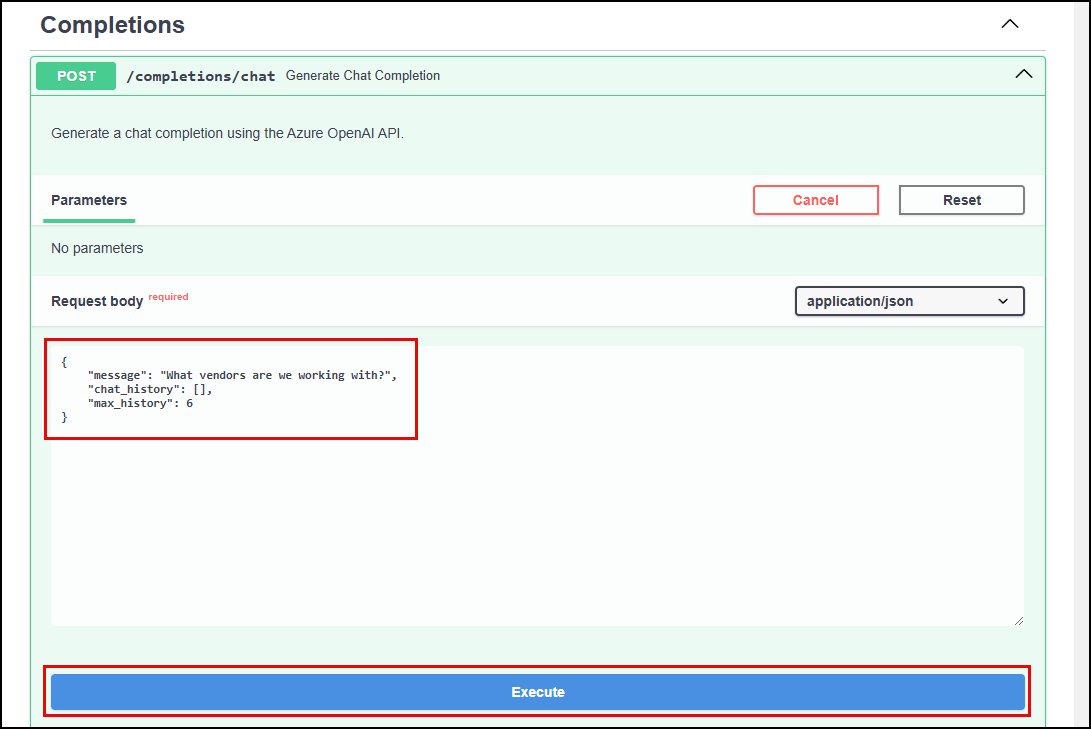 Completions
POST /completions/chat Generate Chat Completion
Generate a chat completion using the Azure OpenAI API.
Parameters Cancel Reset
No parameters
Request body required application/json
{
    "message": "What vendors are we working with?",
    "chat_history": [],
    "max_history": 6
}
Execute